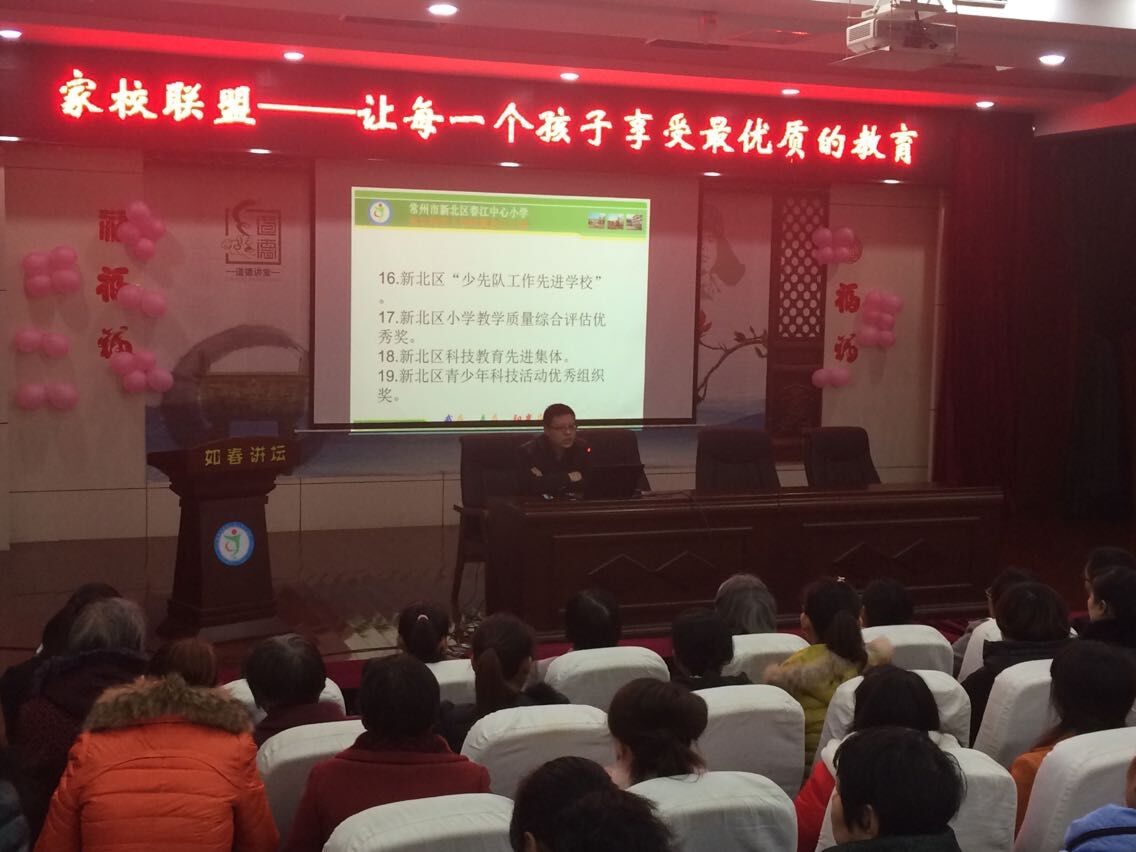 家校联盟——让每一个孩子享受最优质的教育
常州市新北区春江中心小学
16.新北区“少先队工作先进学校”
。
17.新北区小学教学质量综合评估优
秀奖。
18.新北区科技教育先进集体。
19.新北区青少年科技活动优秀组织
奖。
—道德讲堂—
福
福
福
福
福
如春讲坛